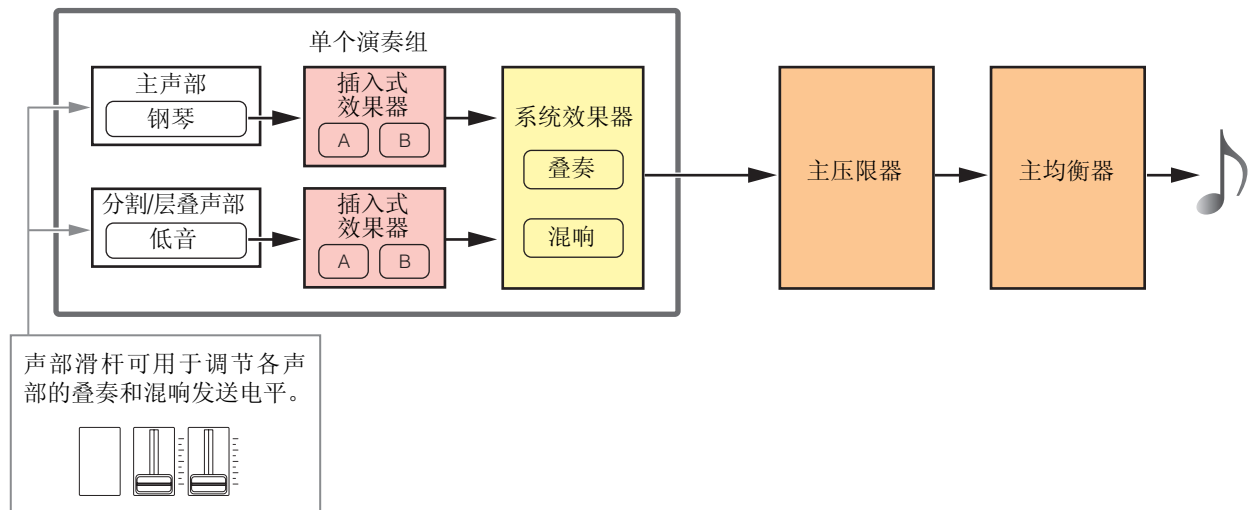 单个演奏组
主声部
钢琴
插入式
效果器
A B
分割/层叠声部
低音
插入式
效果器
A B
系统效果器
叠奏
混响
主压限器
主均衡器
声部滑杆可用于调节各声
部的叠奏和混响发送电平。